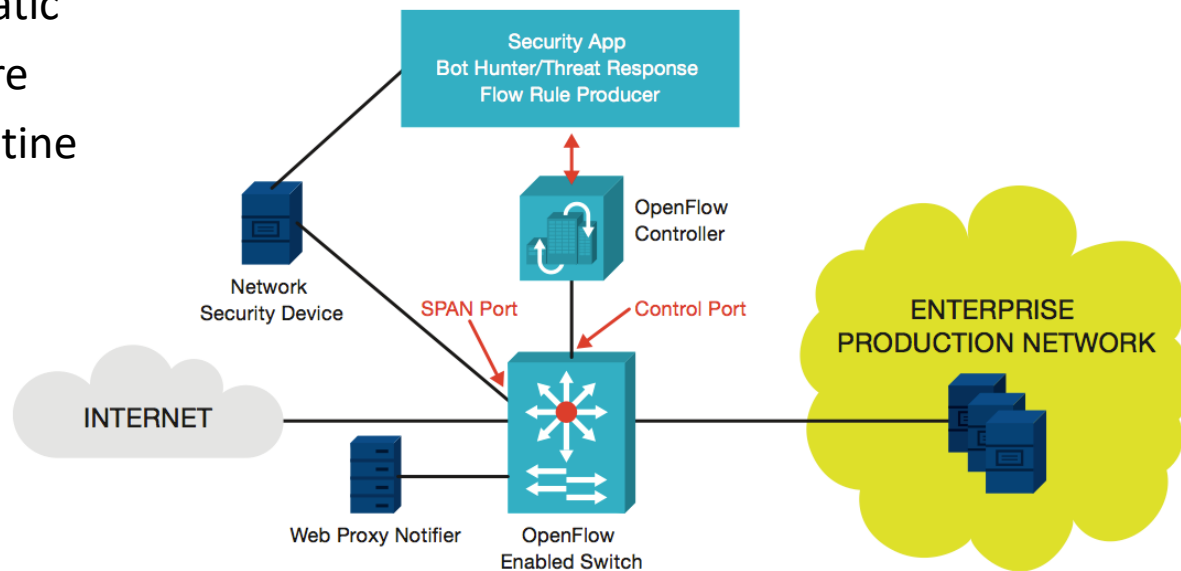 Security App
Bot Hunter/Threat Response
Flow Rule Producer
OpenFlow
Controller
Network
Security Device
SPAN Port
Control Port
ENTERPRISE
PRODUCTION NETWORK
INTERNET
Web Proxy Notifier
OpenFlow
Enabled Switch